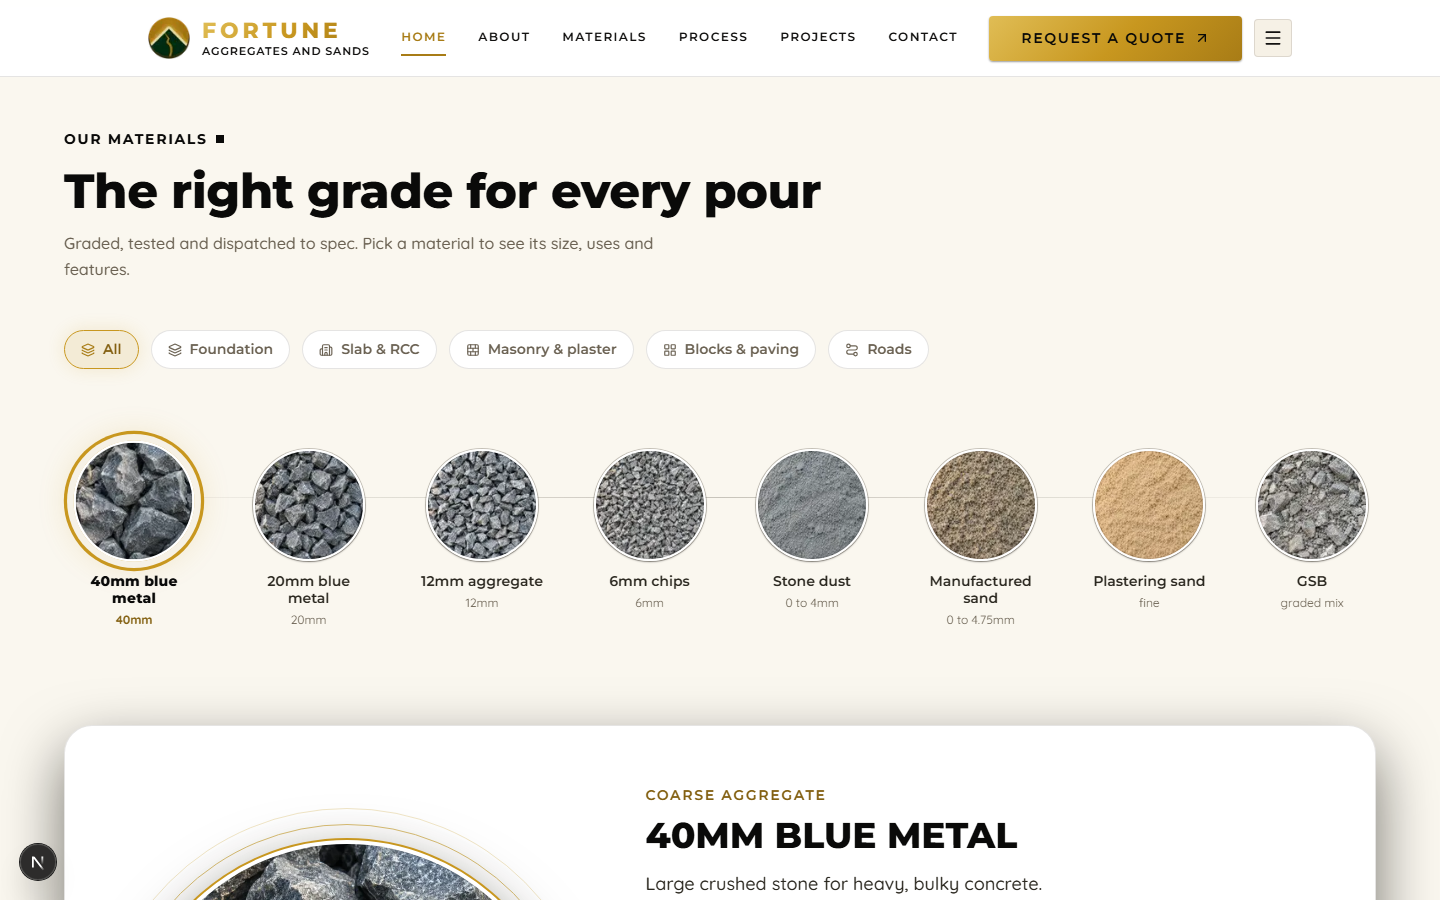 FORTUNE
AGGREGATES AND SANDS
HOME
ABOUT
MATERIALS
PROCESS
PROJECTS
CONTACT
REQUEST A QUOTE
OUR MATERIALS
The right grade for every pour
Graded, tested and dispatched to spec. Pick a material to see its size, uses and
features.
All
Foundation
Slab & RCC
Masonry & plaster
Blocks & paving
Roads
40mm blue
metal
40mm
20mm blue
metal
20mm
12mm aggregate
12mm
6mm chips
6mm
Stone dust
0 to 4mm
Manufactured
sand
0 to 4.75mm
Plastering sand
fine
GSB
graded mix
COARSE AGGREGATE
40MM BLUE METAL
Large crushed stone for heavy, bulky concrete.
N